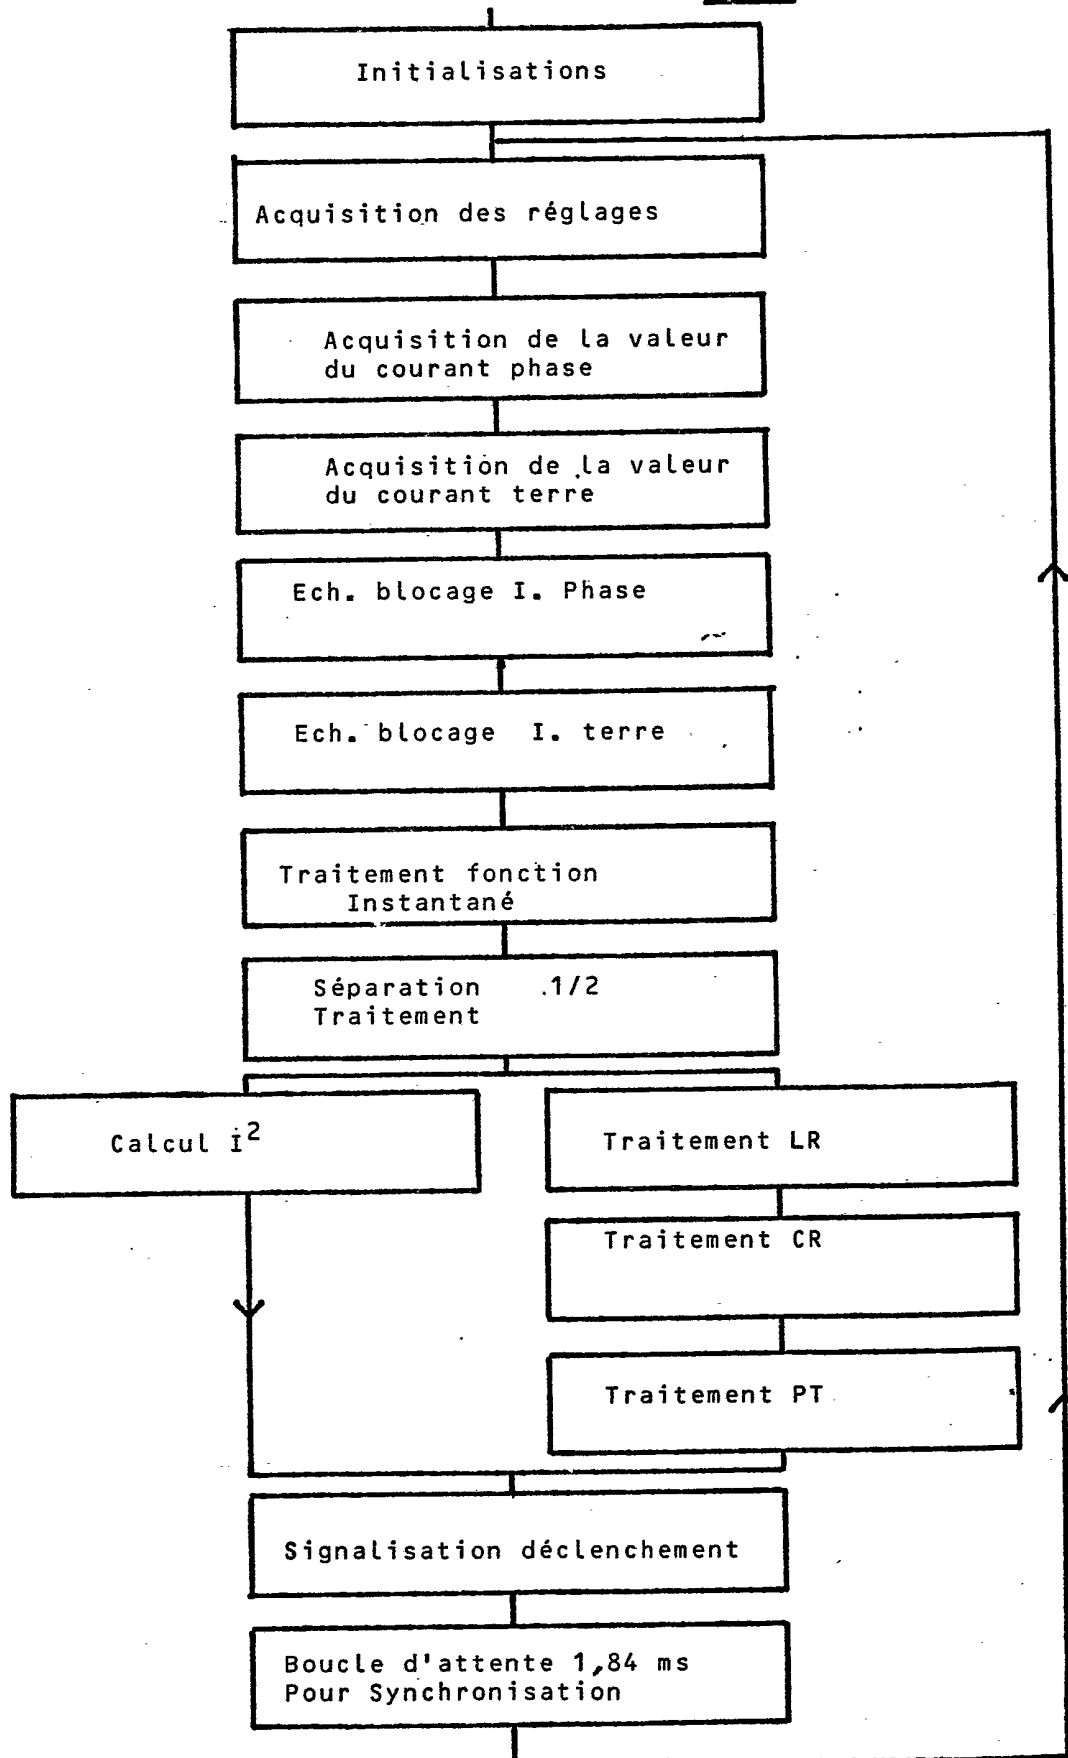 Initialisations
Acquisition des réglages
Acquisition de la valeur
du courant phase
Acquisition de la valeur
du courant terre
Ech. blocage I. Phase
Ech. blocage I. terre
Traitement fonction
Instantané
Séparation .1/2
Traitement
Calcul I²
Traitement LR
Traitement CR
Traitement PT
Signalisation déclenchement
Boucle d'attente 1,84 ms
Pour Synchronisation